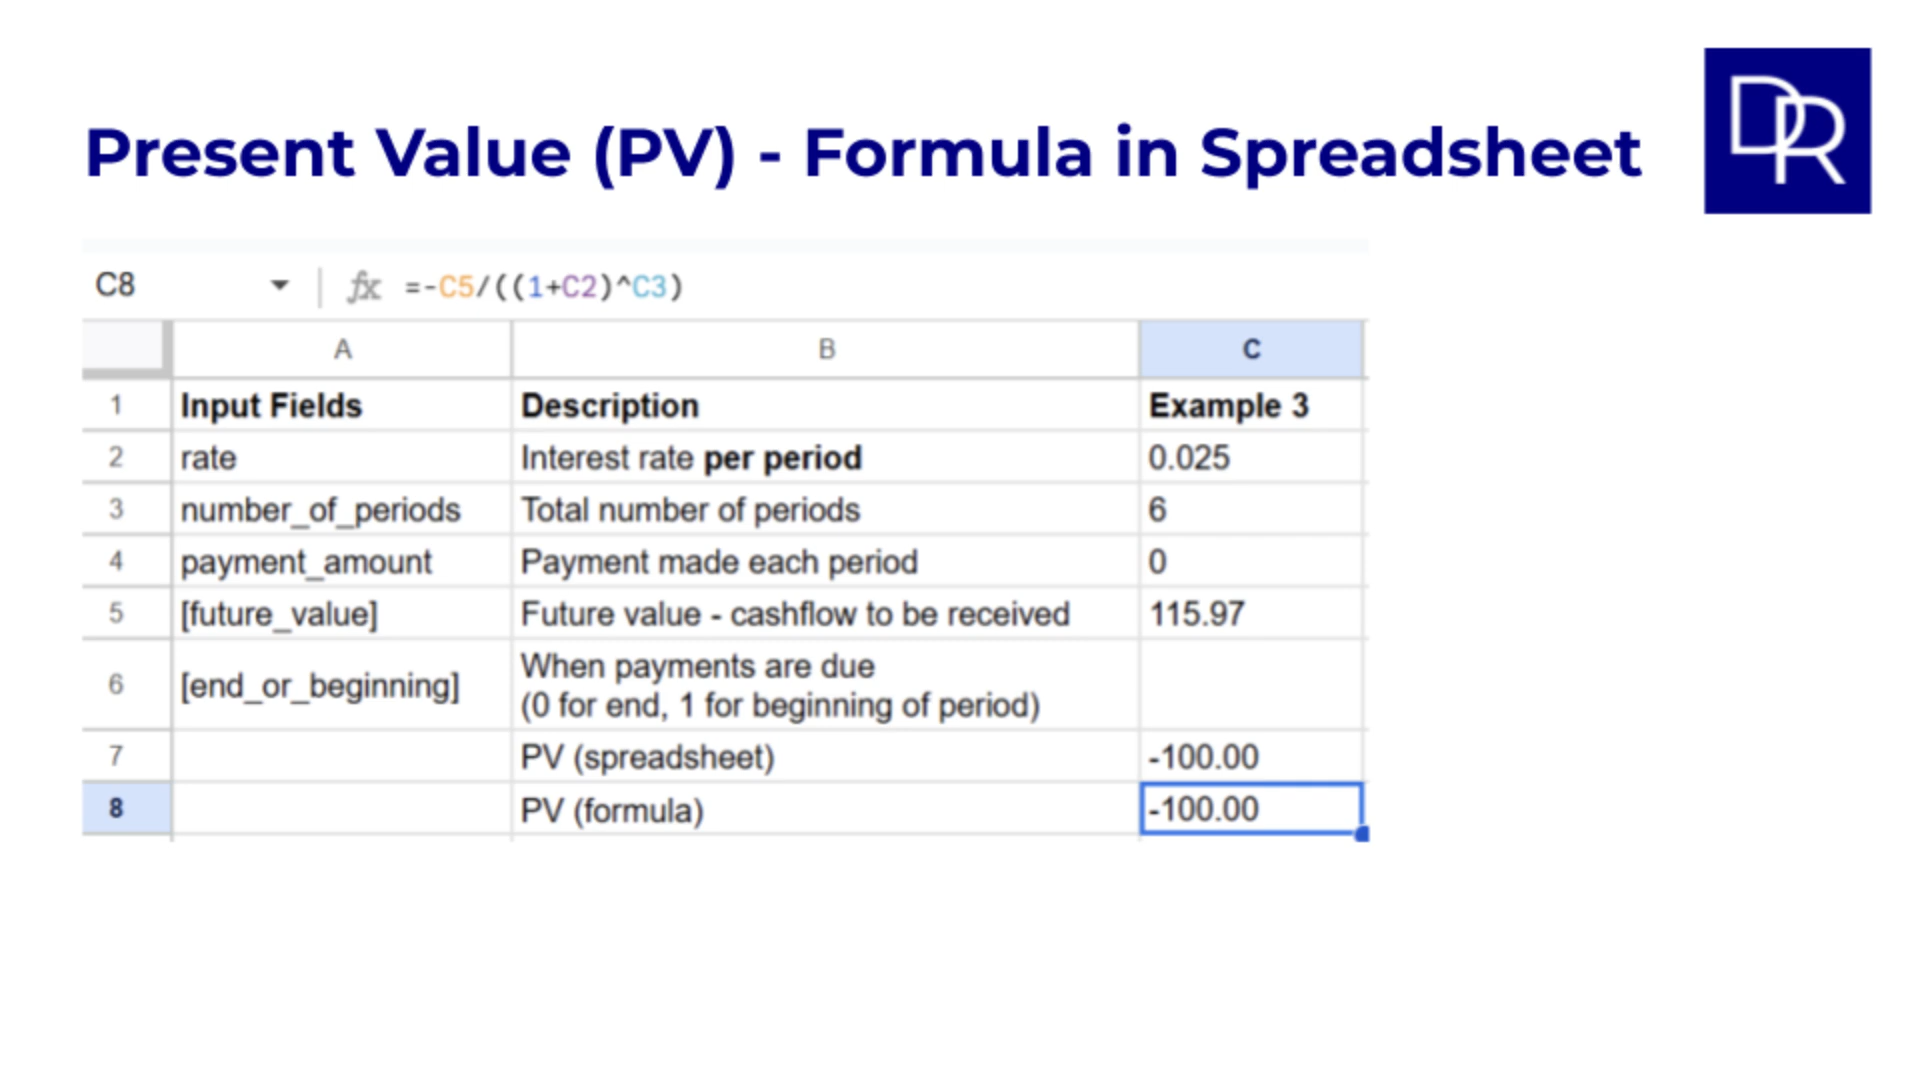 Present Value (PV) - Formula in Spreadsheet
DR
C8 fx =-C5/((1+C2)^C3)
A B C
1 Input Fields Description Example 3
2 rate Interest rate per period 0.025
3 number_of_periods Total number of periods 6
4 payment_amount Payment made each period 0
5 [future_value] Future value - cashflow to be received 115.97
6 [end_or_beginning] When payments are due
(0 for end, 1 for beginning of period)
7 PV (spreadsheet) -100.00
8 PV (formula) -100.00